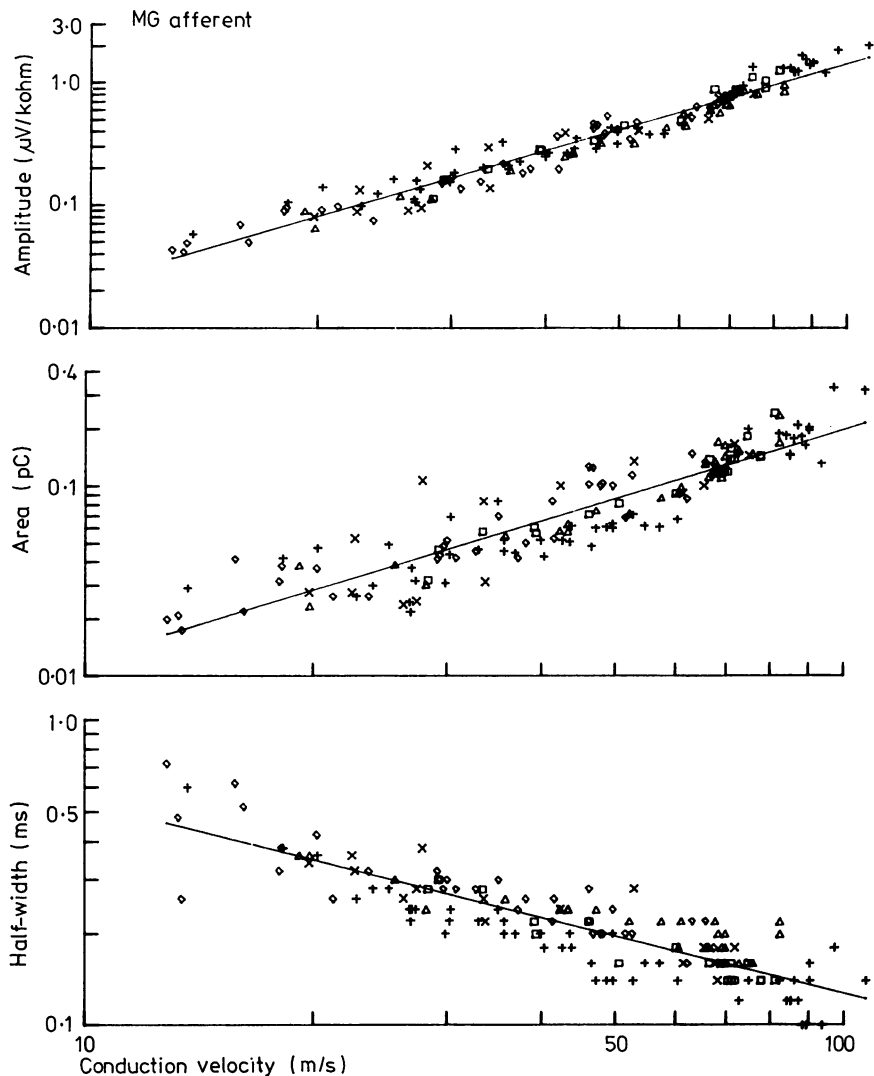 MG afferent
3·0
1·0
0·1
0·01
Amplitude (μV/kohm)
0·4
0·1
0·01
Area (pC)
1·0
0·5
0·1
Half-width (ms)
10
50
100
Conduction velocity (m/s)